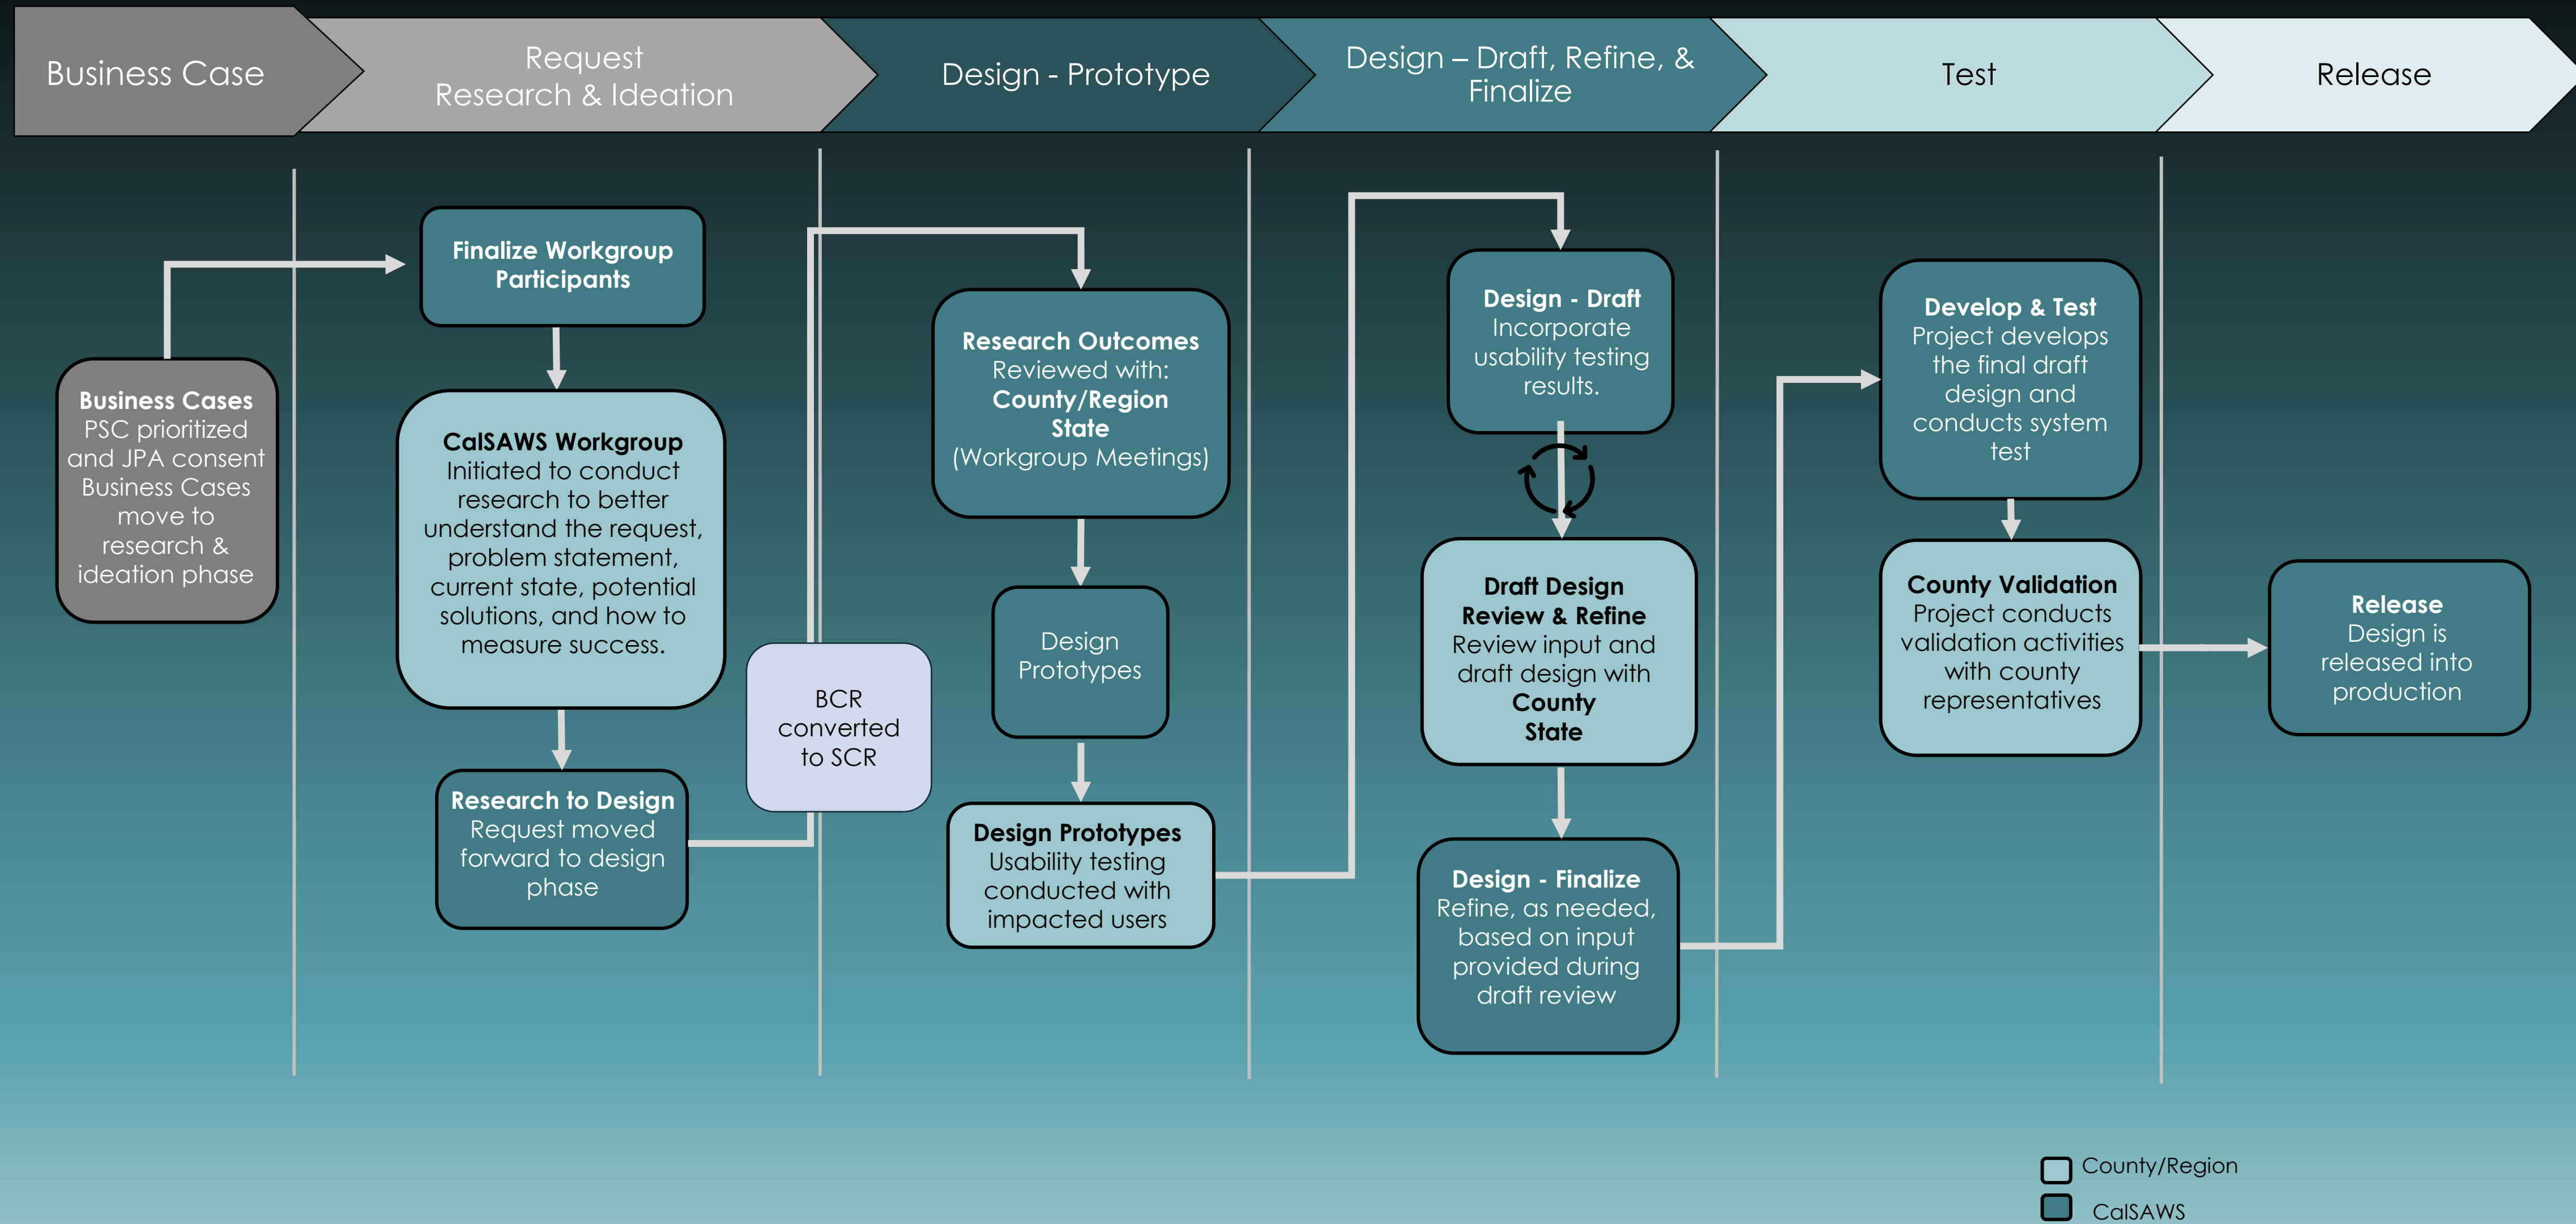 Business Case
Request
Research & Ideation
Design - Prototype
Design – Draft, Refine, &
Finalize
Test
Release
Business Cases
PSC prioritized
and JPA consent
Business Cases
move to
research &
ideation phase
Finalize Workgroup
Participants
CalSAWS Workgroup
Initiated to conduct
research to better
understand the request,
problem statement,
current state, potential
solutions, and how to
measure success.
Research to Design
Request moved
forward to design
phase
BCR
converted
to SCR
Research Outcomes
Reviewed with:
County/Region
State
(Workgroup Meetings)
Design
Prototypes
Design Prototypes
Usability testing
conducted with
impacted users
Design - Draft
Incorporate
usability testing
results.
Draft Design
Review & Refine
Review input and
draft design with
County
State
Design - Finalize
Refine, as needed,
based on input
provided during
draft review
Develop & Test
Project develops
the final draft
design and
conducts system
test
County Validation
Project conducts
validation activities
with county
representatives
Release
Design is
released into
production
County/Region
CalSAWS